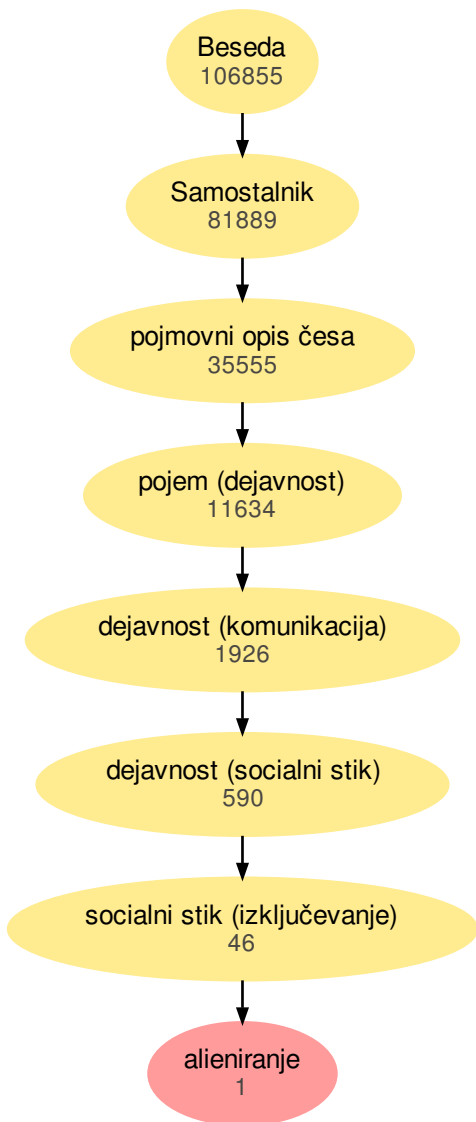 Beseda
106855
Samostalnik
81889
pojmovni opis česa
35555
pojem (dejavnost)
11634
dejavnost (komunikacija)
1926
dejavnost (socialni stik)
590
socialni stik (izključevanje)
46
alieniranje
1